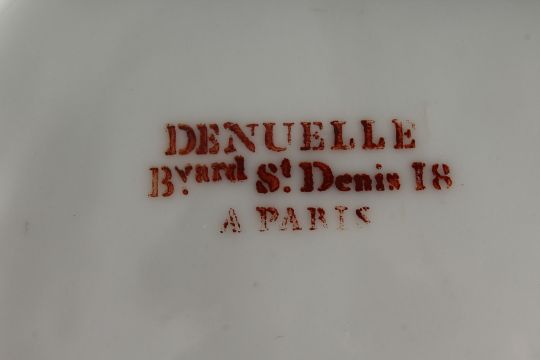 DENUELLE
Bvard St. Denis 18
A PARIS